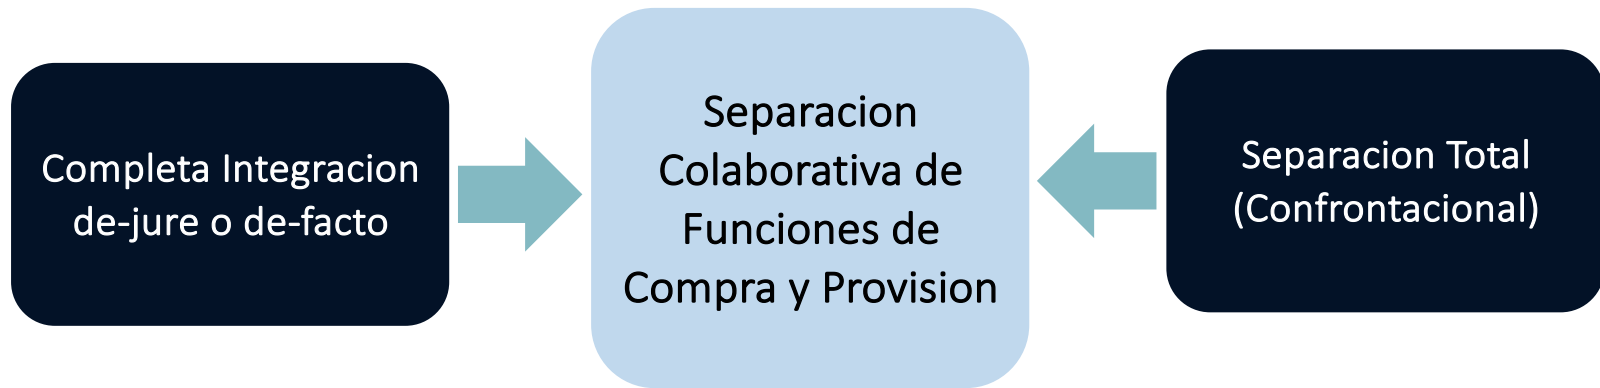 Completa Integracion
de-jure o de-facto
Separacion
Colaborativa de
Funciones de
Compra y Provision
Separacion Total
(Confrontacional)